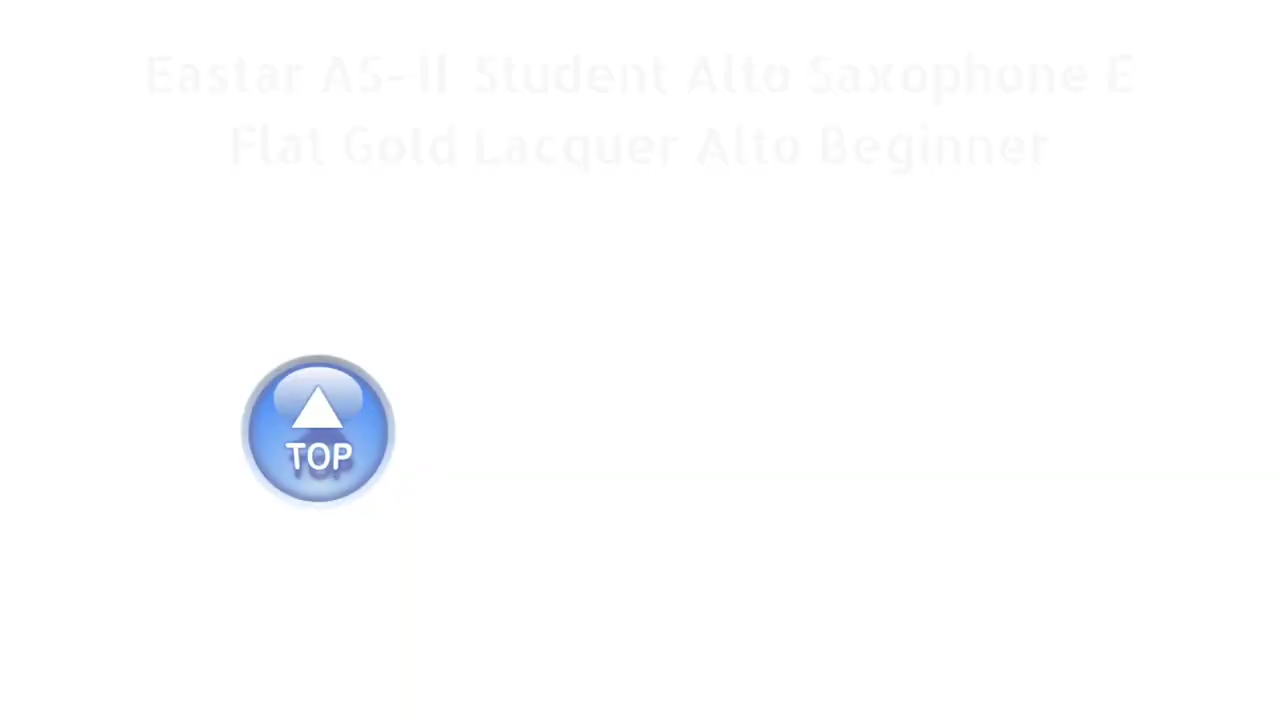 Eastar AS-II Student Alto Saxophone E
Flat Gold Lacquer Alto Beginner
TOP